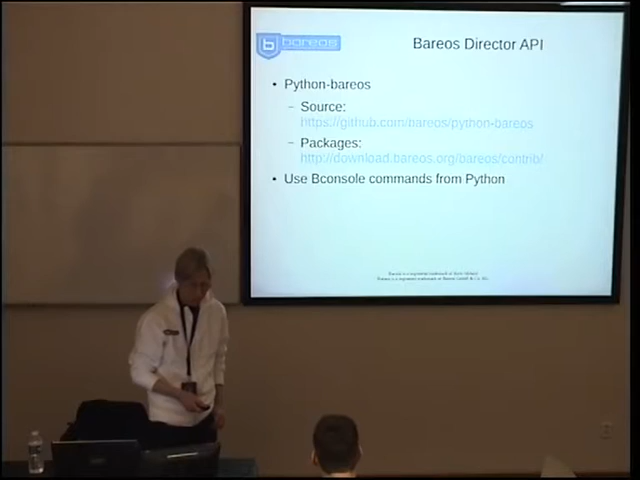 bareos
Bareos Director API
• Python-bareos
– Source:
https://github.com/bareos/python-bareos
– Packages:
http://download.bareos.org/bareos/contrib/
• Use Bconsole commands from Python